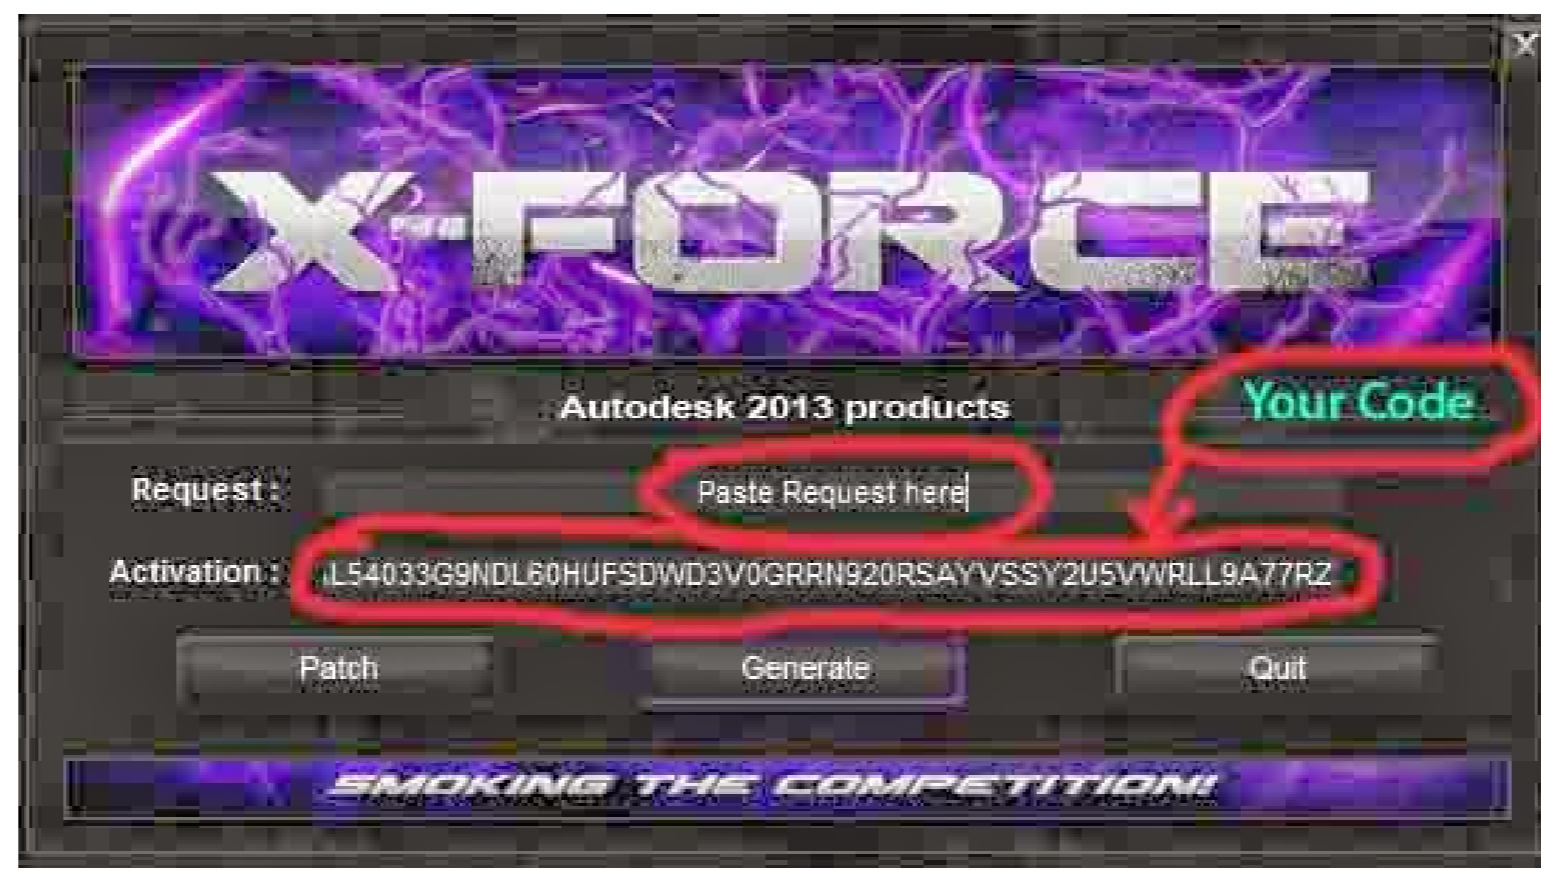 X
X-FORCE
Autodesk 2013 products
Your Code
Request : Paste Request here
Activation : L54033G9NDL60HUFSDWD3V0GRRN920RSAYVSSY2U5VWRLL9A77RZ
Patch Generate Quit
SMOKING THE COMPETITION!